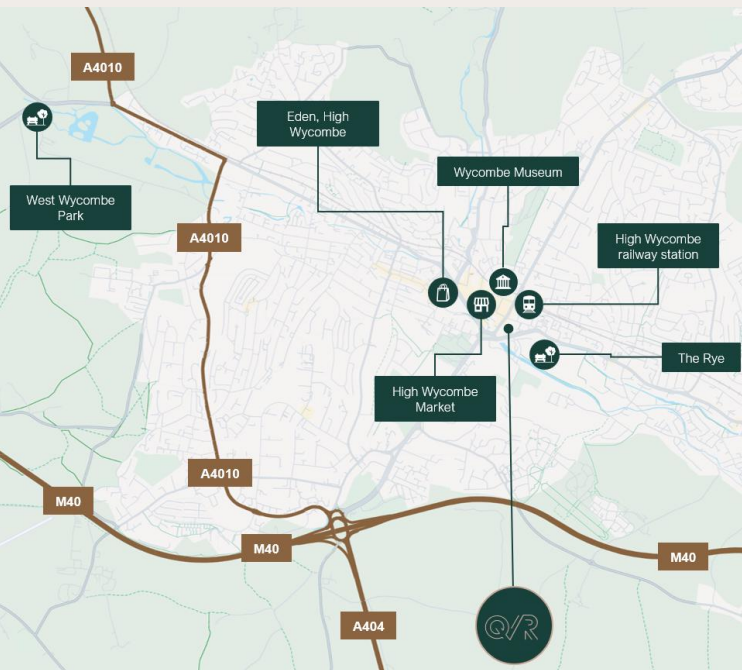 A4010
Eden, High
Wycombe
Wycombe Museum
West Wycombe
Park
A4010
High Wycombe
railway station
The Rye
High Wycombe
Market
A4010
M40
M40
M40
A404